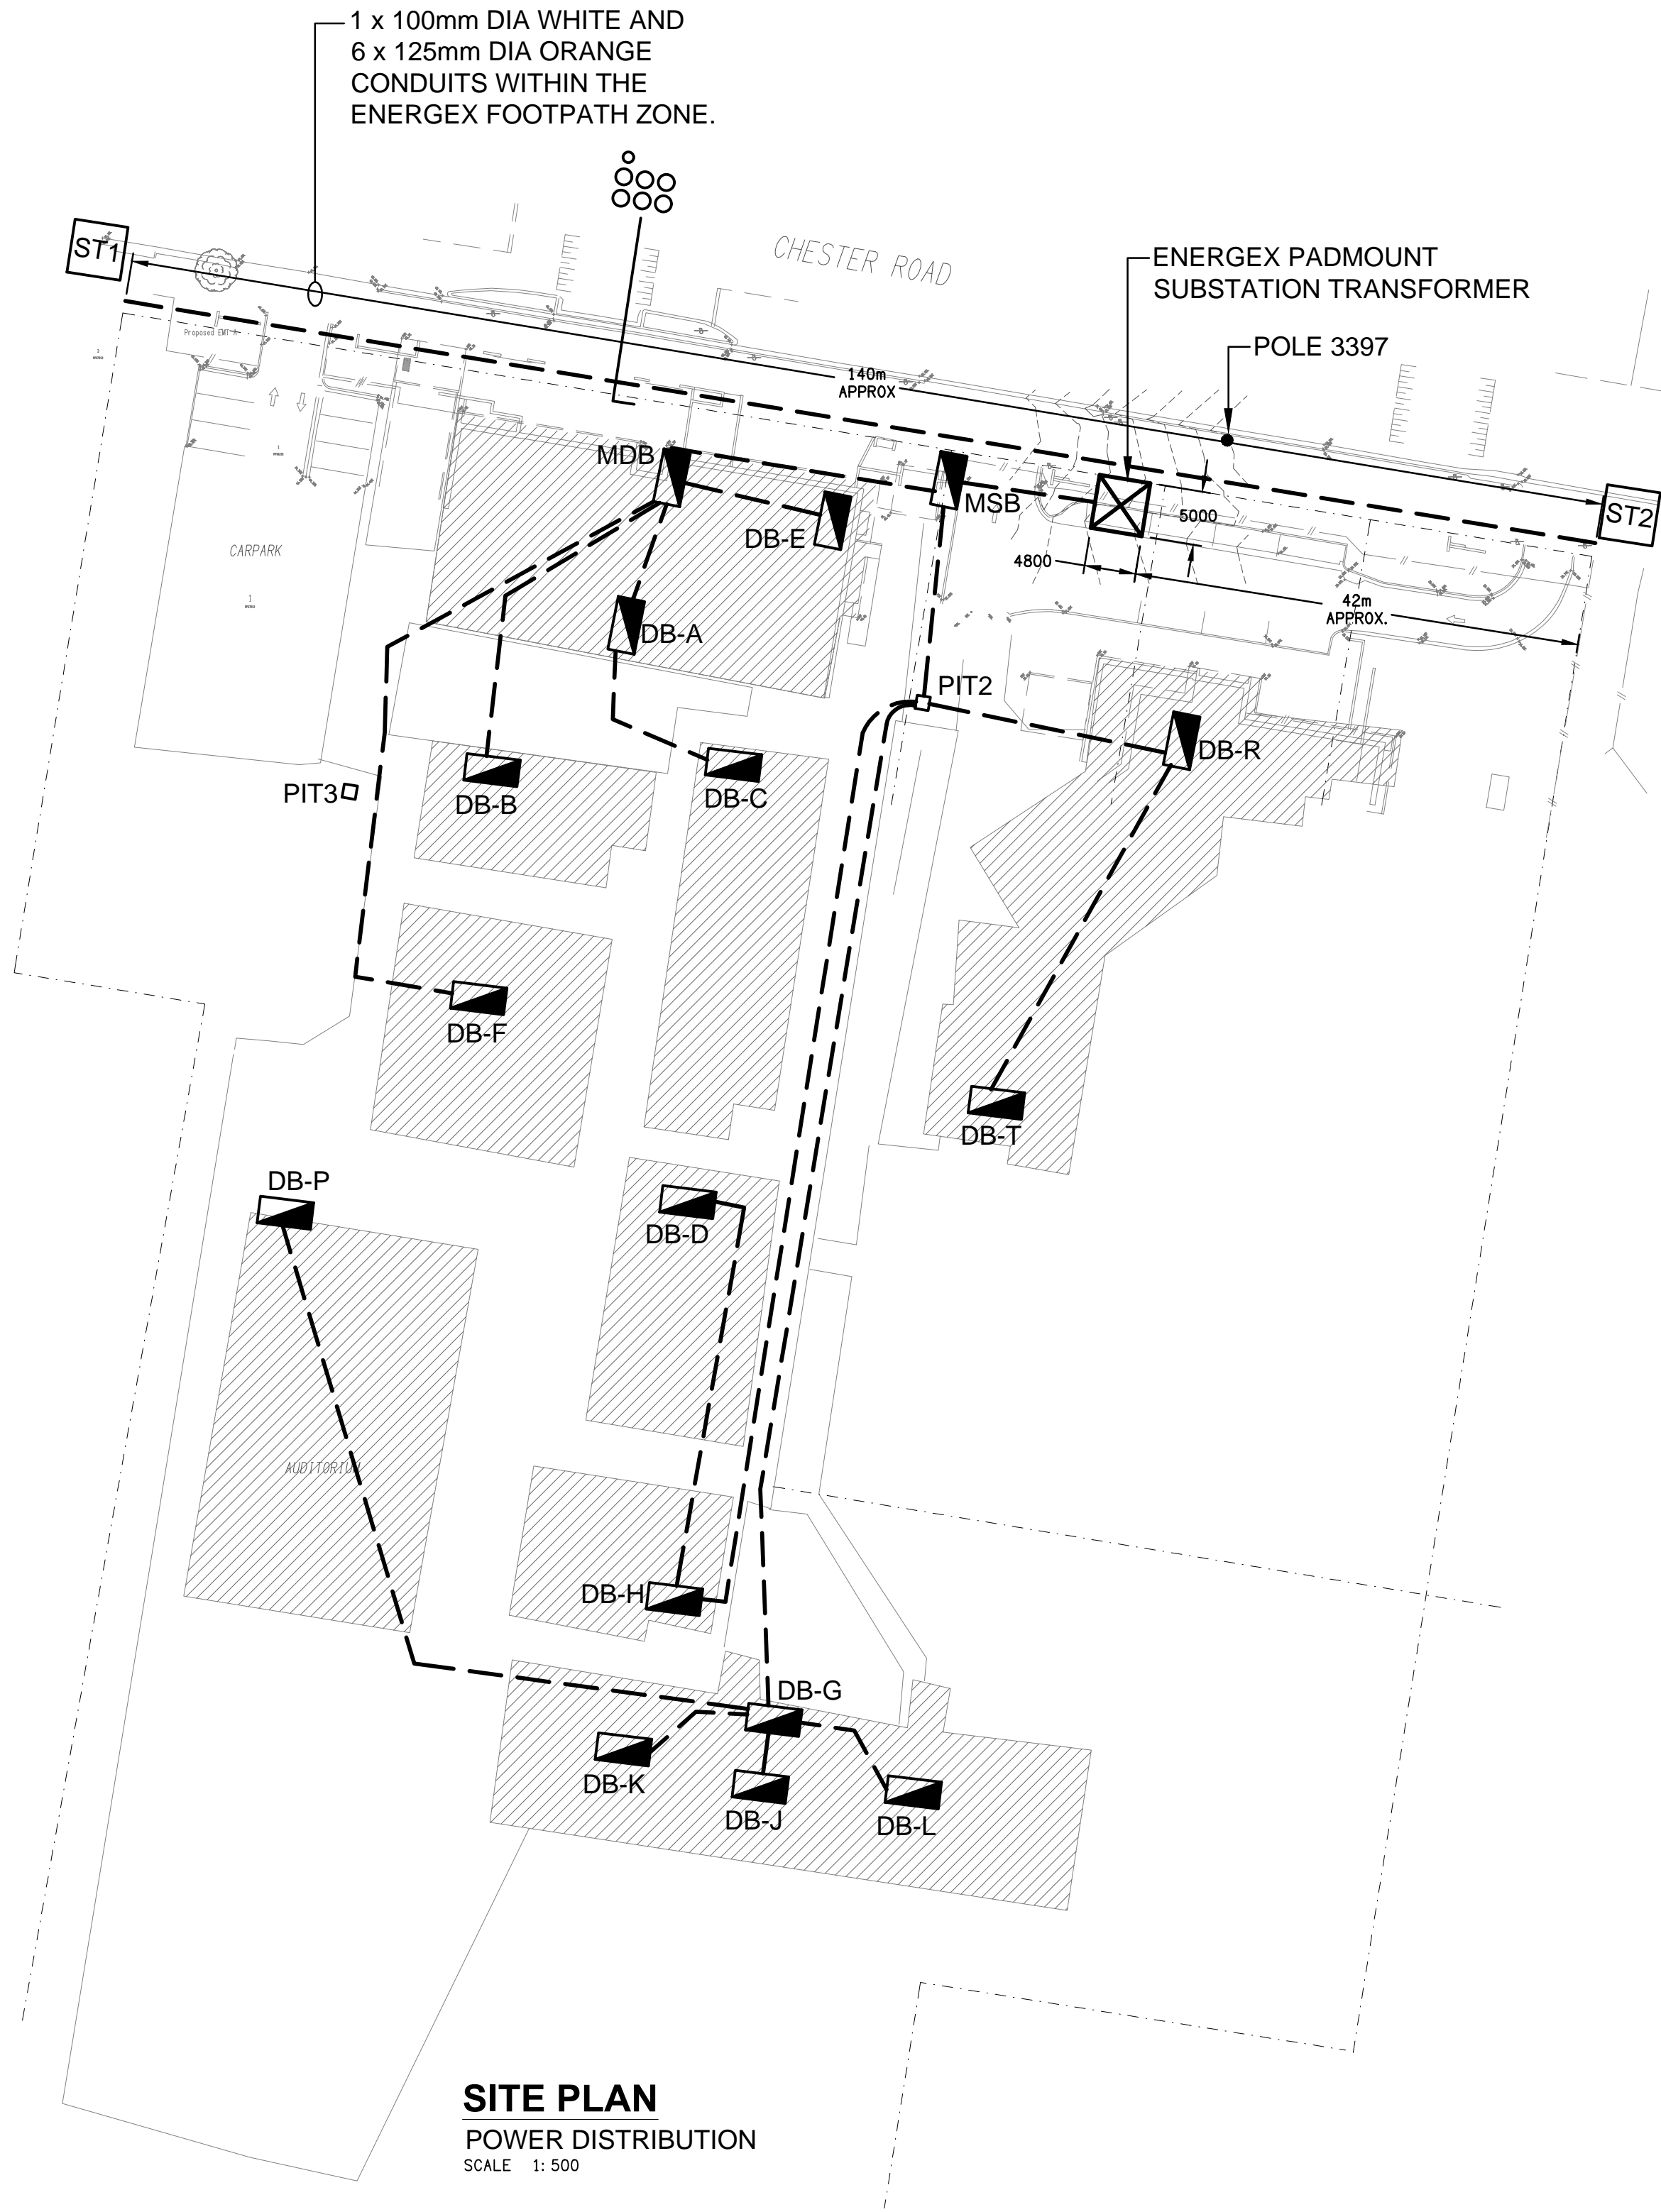 1 x 100mm DIA WHITE AND
6 x 125mm DIA ORANGE
CONDUITS WITHIN THE
ENERGEX FOOTPATH ZONE.
CHESTER ROAD
ST1
ENERGEX PADMOUNT
SUBSTATION TRANSFORMER
Proposed EMT A
POLE 3397
140m
APPROX
MDB
MSB
ST2
DB-E
5000
CARPARK
4800
42m
APPROX.
DB-A
PIT2
DB-R
PIT3
DB-B
DB-C
DB-F
DB-T
DB-P
DB-D
AUDITORIUM
DB-H
DB-G
DB-K
DB-J
DB-L
SITE PLAN
POWER DISTRIBUTION
SCALE 1:500